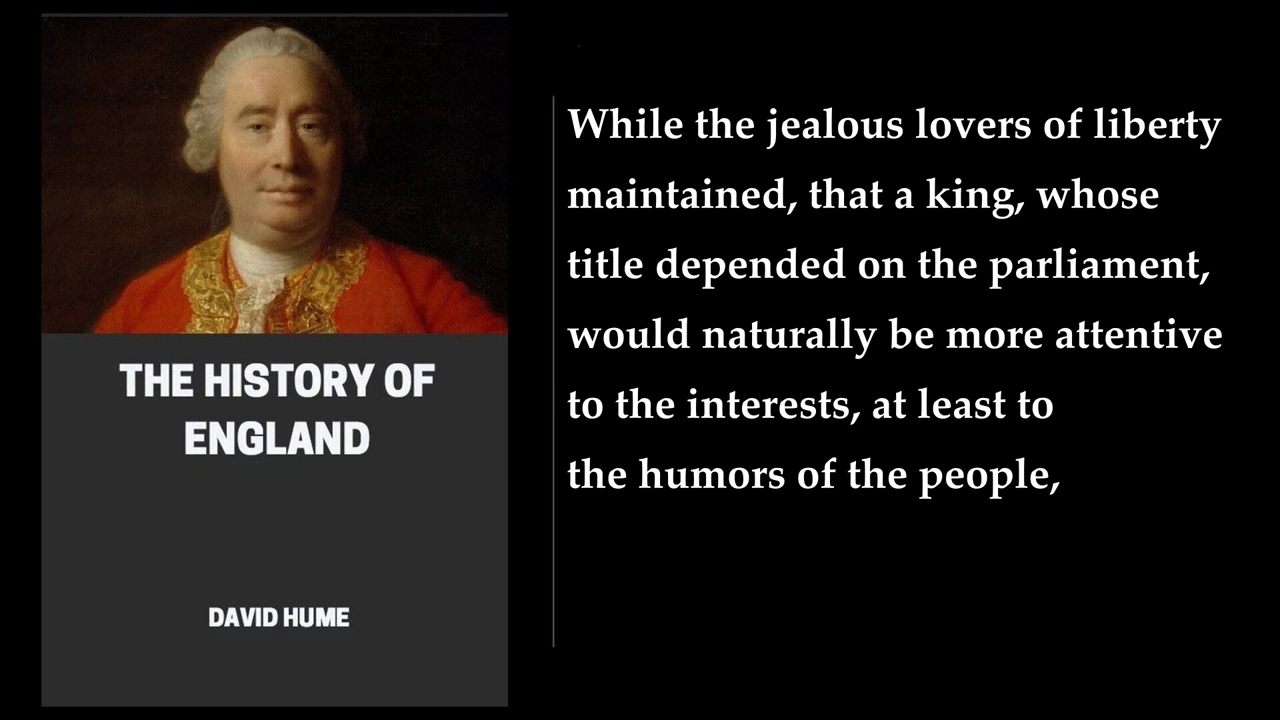 THE HISTORY OF
ENGLAND
DAVID HUME
While the jealous lovers of liberty
maintained, that a king, whose
title depended on the parliament,
would naturally be more attentive
to the interests, at least to
the humors of the people,